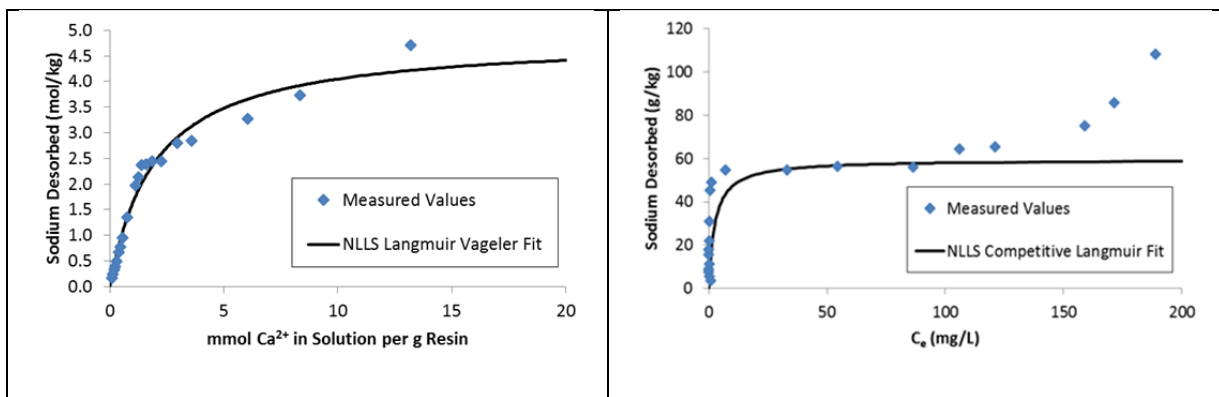 5.0
4.5
4.0
3.5
3.0
2.5
2.0
1.5
1.0
0.5
0.0
Sodium Desorbed (mol/kg)
Measured Values
NLLS Langmuir Vageler Fit
0 5 10 15 20
mmol Ca²⁺ in Solution per g Resin
120
100
80
60
40
20
0
Sodium Desorbed (g/kg)
Measured Values
NLLS Competitive Langmuir Fit
0 50 100 150 200
Cₑ (mg/L)